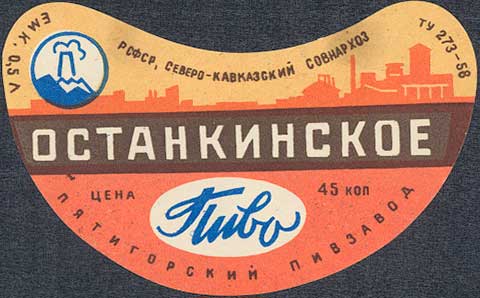 ЕМК. 0,5 Л
РСФСР, СЕВЕРО-КАВКАЗСКИЙ СОВНАРХОЗ
ТУ 273-58
ОСТАНКИНСКОЕ
ЦЕНА
Пиво
45 КОП
ПЯТИГОРСКИЙ ПИВЗАВОД